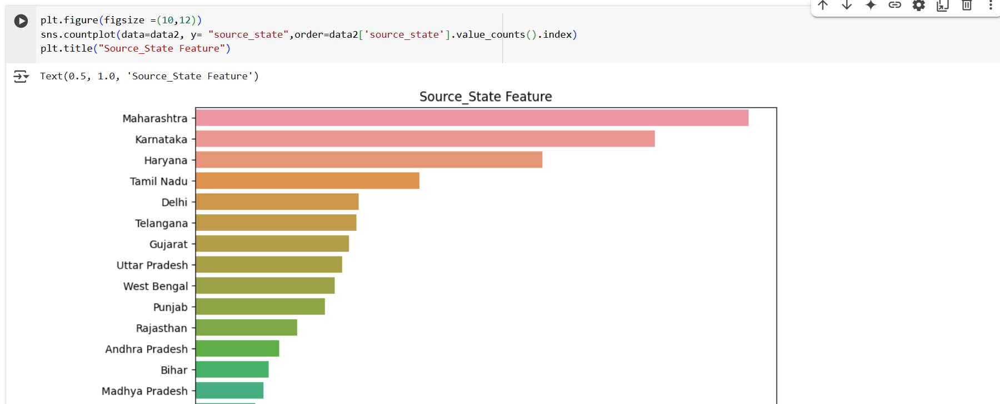 plt.figure(figsize =(10,12))
sns.countplot(data=data2, y= "source_state",order=data2['source_state'].value_counts().index)
plt.title("Source_State Feature")
Text(0.5, 1.0, 'Source_State Feature')
Source_State Feature
Maharashtra
Karnataka
Haryana
Tamil Nadu
Delhi
Telangana
Gujarat
Uttar Pradesh
West Bengal
Punjab
Rajasthan
Andhra Pradesh
Bihar
Madhya Pradesh